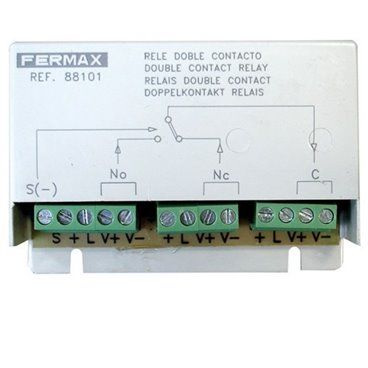 FERMAX
REF. 88101
RELE DOBLE CONTACTO
DOUBLE CONTACT RELAY
RELAIS DOUBLE CONTACT
DOPPELKONTAKT RELAIS
S(-)
No
Nc
C
S + L V+ V-
+ L V+ V-
+ L V+ V-